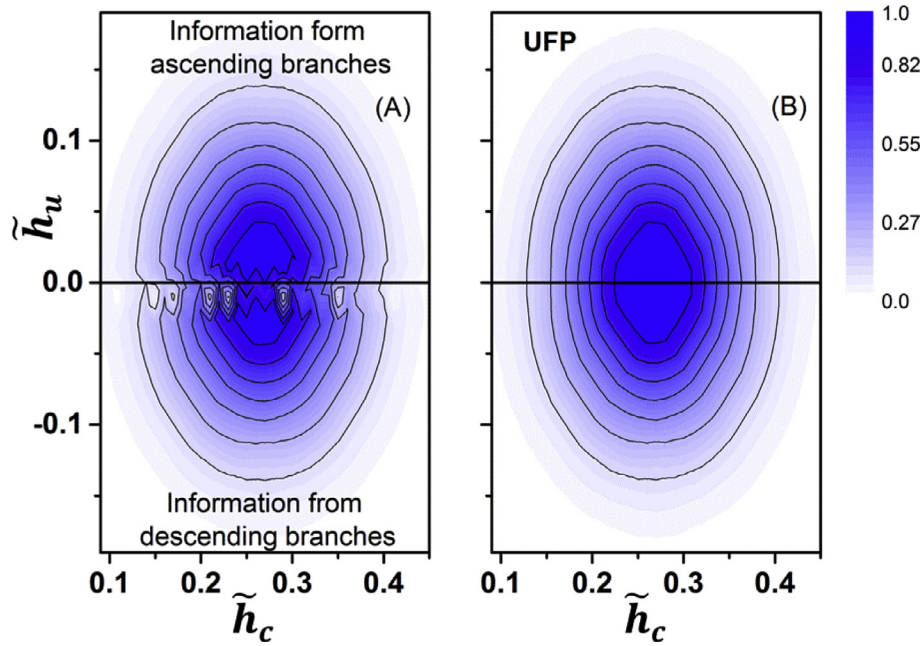 Information form
ascending branches
(A)
UFP
(B)
1.0
0.82
0.55
0.27
0.0
h̃u
0.1
0.0
-0.1
Information from
descending branches
0.1 0.2 0.3 0.4
0.1 0.2 0.3 0.4
h̃c
h̃c